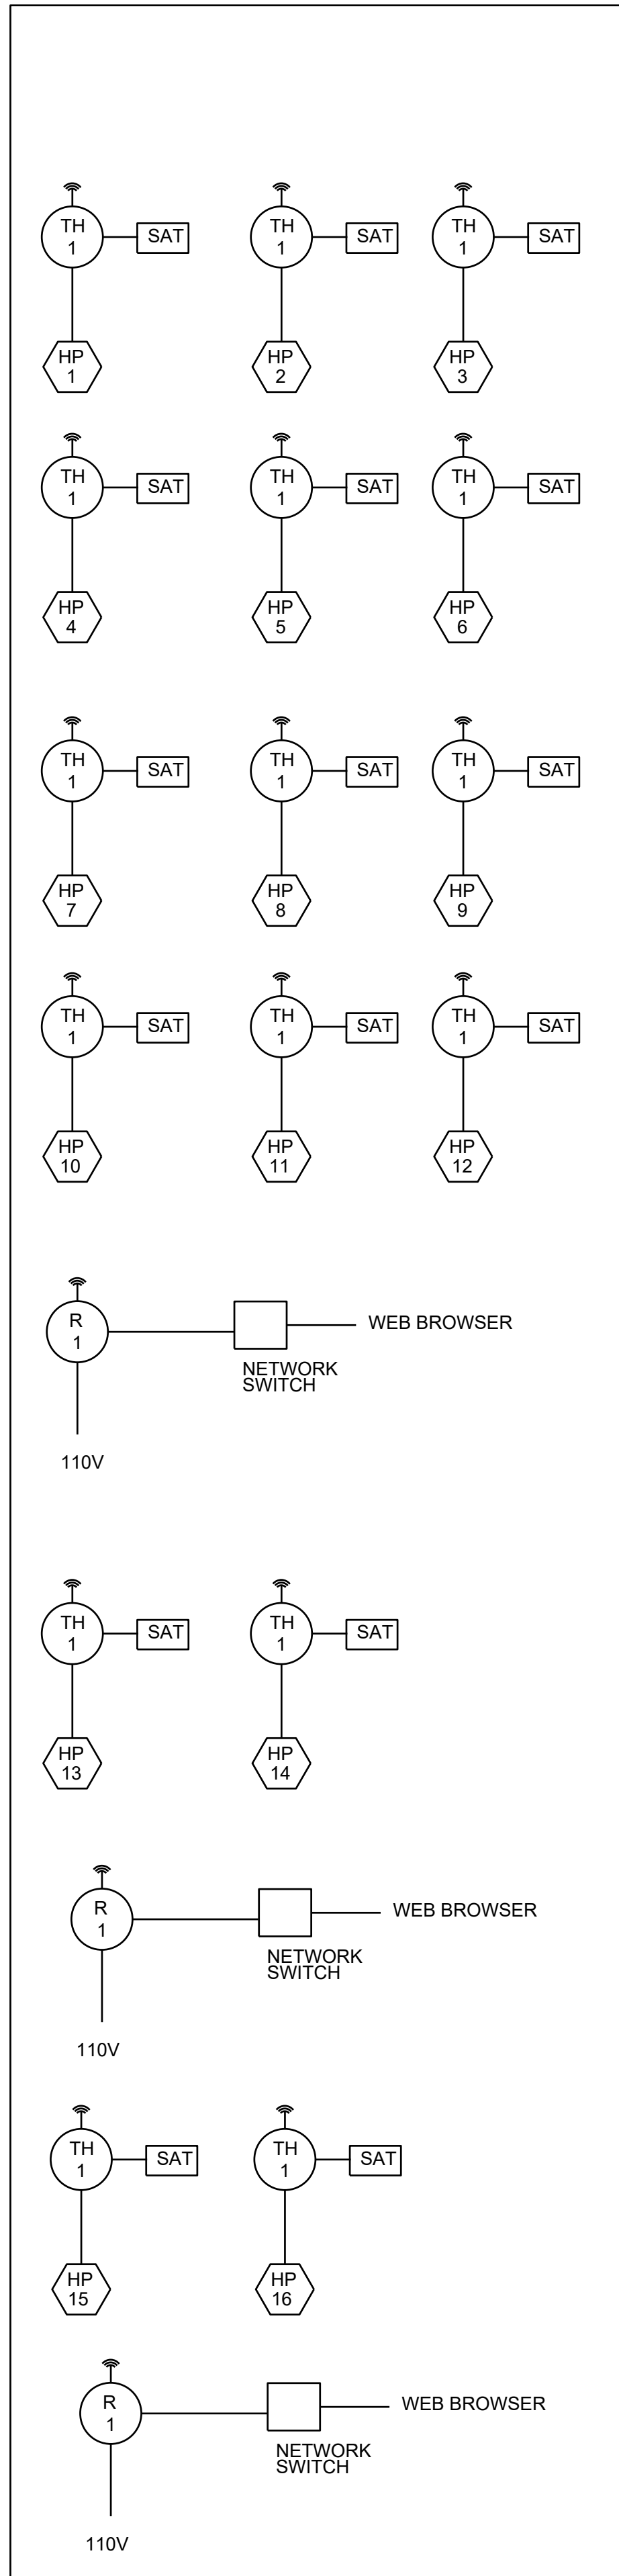 TH
1
SAT
TH
1
SAT
TH
1
SAT
HP
1
HP
2
HP
3
TH
1
SAT
TH
1
SAT
TH
1
SAT
HP
4
HP
5
HP
6
TH
1
SAT
TH
1
SAT
TH
1
SAT
HP
7
HP
8
HP
9
TH
1
SAT
TH
1
SAT
TH
1
SAT
HP
10
HP
11
HP
12
R
1
WEB BROWSER
NETWORK
SWITCH
110V
TH
1
SAT
TH
1
SAT
HP
13
HP
14
R
1
WEB BROWSER
NETWORK
SWITCH
110V
TH
1
SAT
TH
1
SAT
HP
15
HP
16
R
1
WEB BROWSER
NETWORK
SWITCH
110V